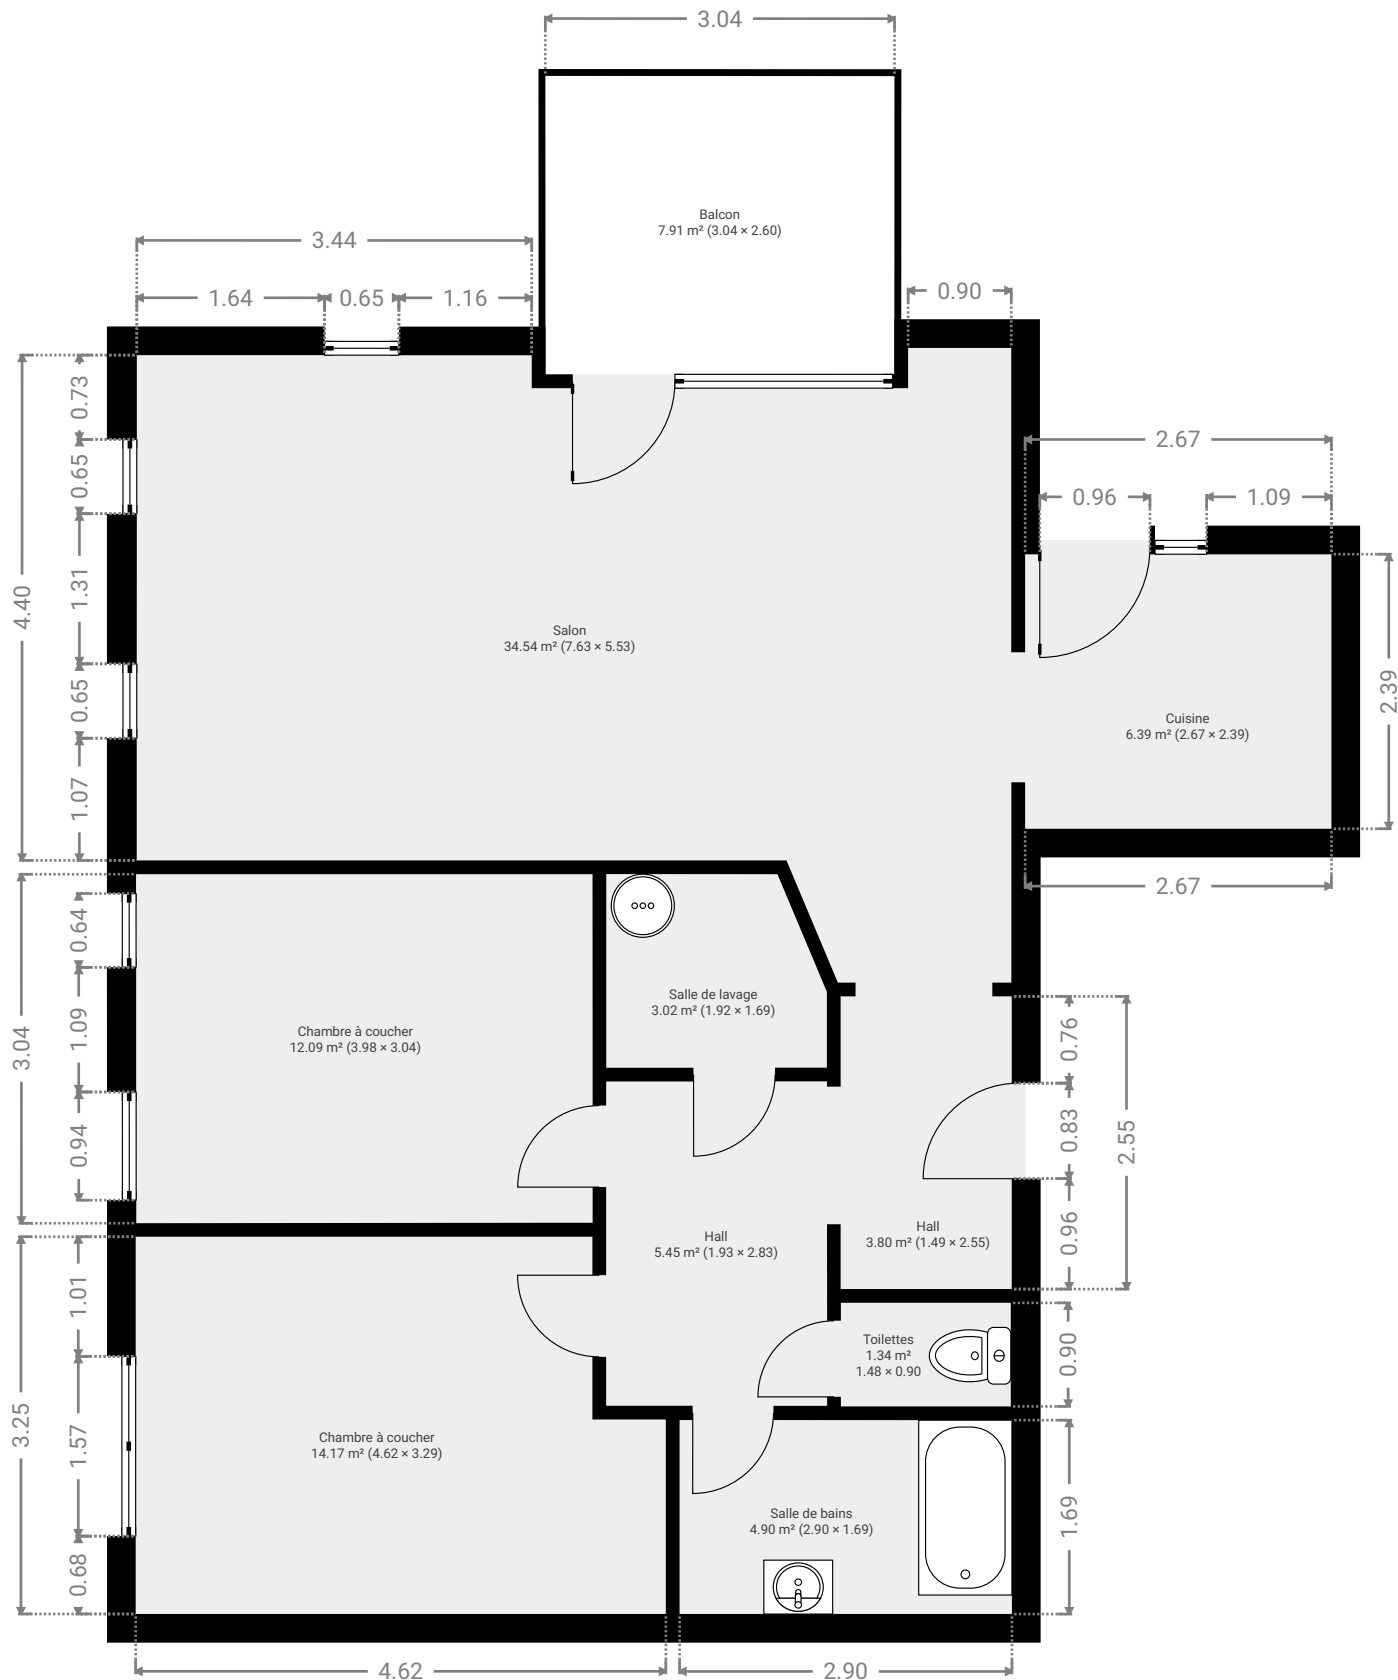 3.04
Balcon
7.91 m² (3.04 × 2.60)
3.44
1.64
0.65
1.16
0.90
0.73
0.65
1.31
0.65
1.07
4.40
2.67
0.96
1.09
2.39
Salon
34.54 m² (7.63 × 5.53)
Cuisine
6.39 m² (2.67 × 2.39)
2.67
0.64
1.09
0.94
3.04
Salle de lavage
3.02 m² (1.92 × 1.69)
Chambre à coucher
12.09 m² (3.98 × 3.04)
0.76
0.83
0.96
2.55
Hall
5.45 m² (1.93 × 2.83)
Hall
3.80 m² (1.49 × 2.55)
1.01
1.57
0.68
3.25
Toilettes
1.34 m²
1.48 × 0.90
0.90
Chambre à coucher
14.17 m² (4.62 × 3.29)
Salle de bains
4.90 m² (2.90 × 1.69)
1.69
4.62
2.90